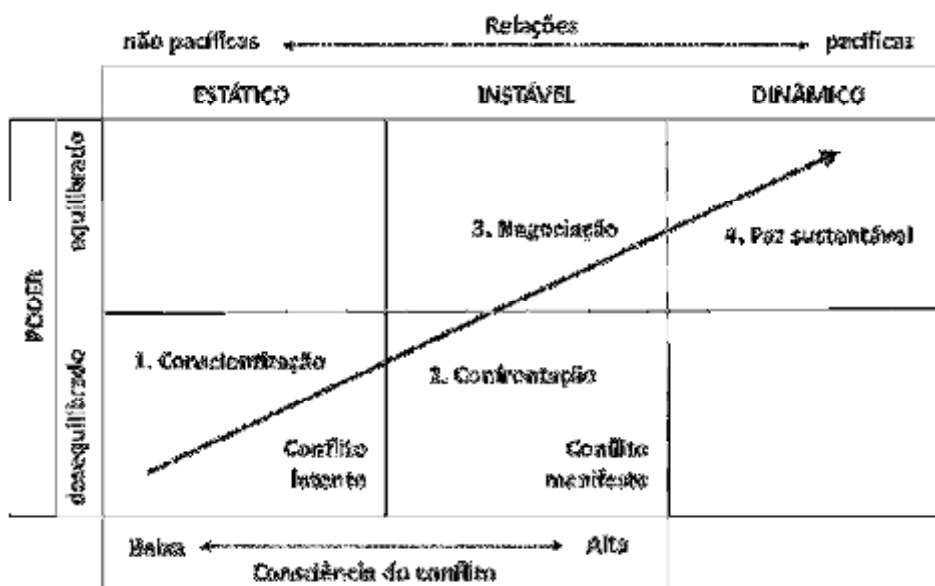 Relações
não pacíficas
pacíficas
ESTÁTICO
INSTÁVEL
DINÂMICO
PODER
equilibrado
desequilibrado
3. Negociação
4. Paz sustentável
1. Conscientização
2. Confrontação
Conflito
latente
Conflito
manifesto
Baixa
Alta
Consciência do conflito